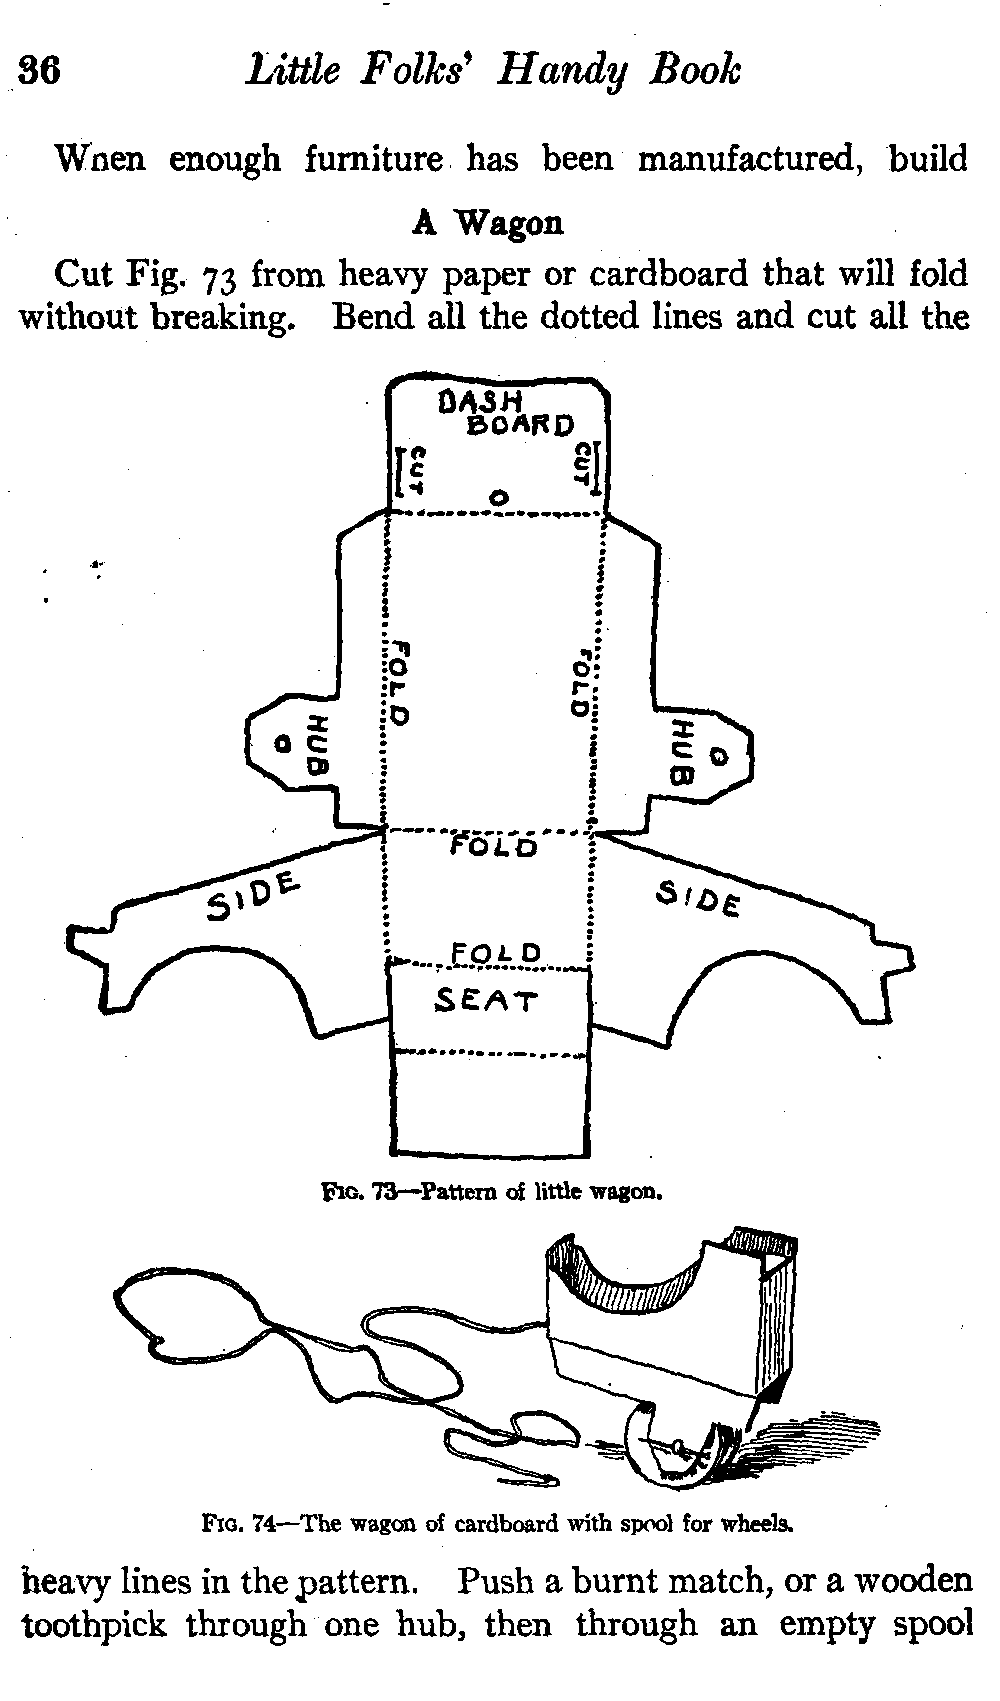 36 Little Folks' Handy Book
Wnen enough furniture has been manufactured, build
A Wagon
Cut Fig. 73 from heavy paper or cardboard that will fold
without breaking. Bend all the dotted lines and cut all the
DASH
BOARD
CUT
CUT
FOLD
FOLD
HUB
HUB
FOLD
SIDE
SIDE
FOLD
SEAT
FIG. 73—Pattern of little wagon.
FIG. 74—The wagon of cardboard with spool for wheels.
heavy lines in the pattern. Push a burnt match, or a wooden
toothpick through one hub, then through an empty spool